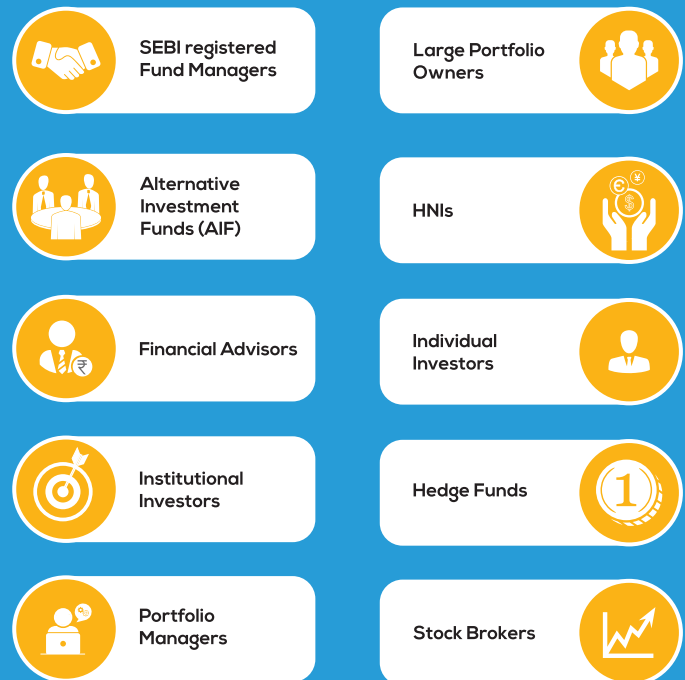 SEBI registered
Fund Managers
Large Portfolio
Owners
Alternative
Investment
Funds (AIF)
HNIs
€
¥
$
Financial Advisors
₹
Individual
Investors
Institutional
Investors
Hedge Funds
1
Portfolio
Managers
Stock Brokers